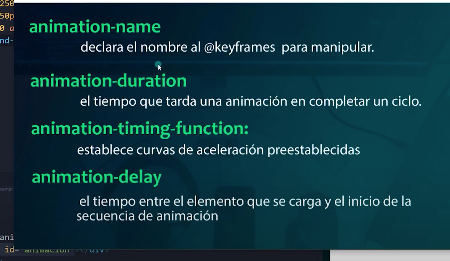 animation-name
declara el nombre al @keyframes para manipular.
animation-duration
el tiempo que tarda una animación en completar un ciclo.
animation-timing-function:
establece curvas de aceleración preestablecidas
animation-delay
el tiempo entre el elemento que se carga y el inicio de la
secuencia de animación